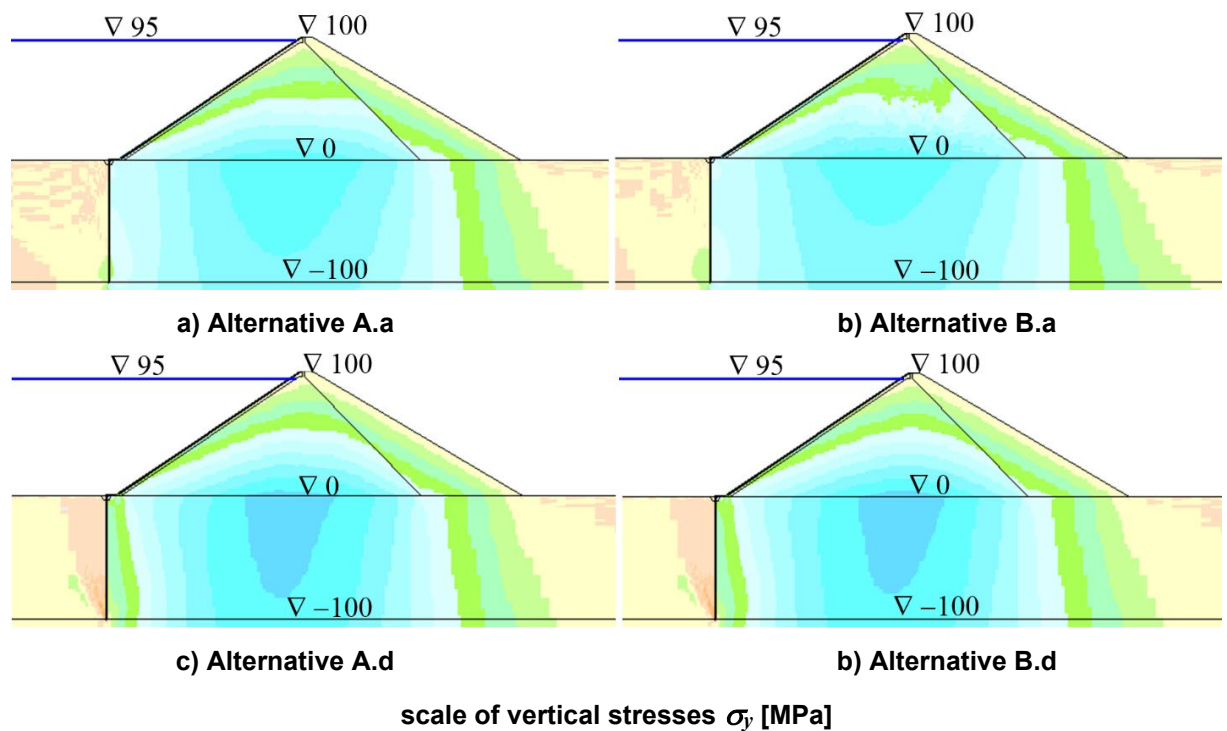 ∇ 95 ∇ 100 ∇ 95 ∇ 100
∇ 0 ∇ 0
∇ –100 ∇ –100
a) Alternative A.a b) Alternative B.a
∇ 95 ∇ 100 ∇ 95 ∇ 100
∇ 0 ∇ 0
∇ –100 ∇ –100
c) Alternative A.d b) Alternative B.d
scale of vertical stresses σy [MPa]